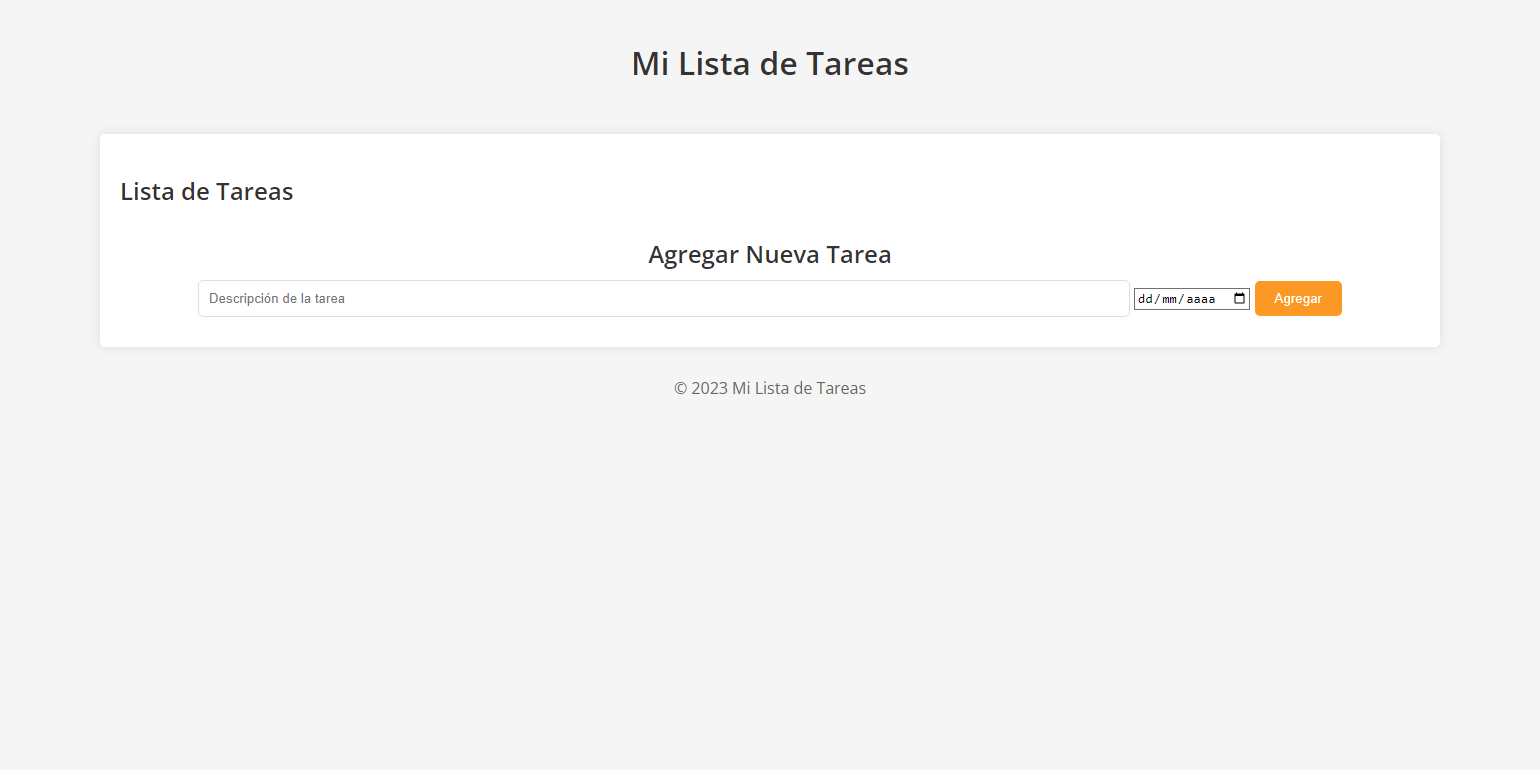 Mi Lista de Tareas
Lista de Tareas
Agregar Nueva Tarea
Descripción de la tarea dd/mm/aaaa Agregar
© 2023 Mi Lista de Tareas